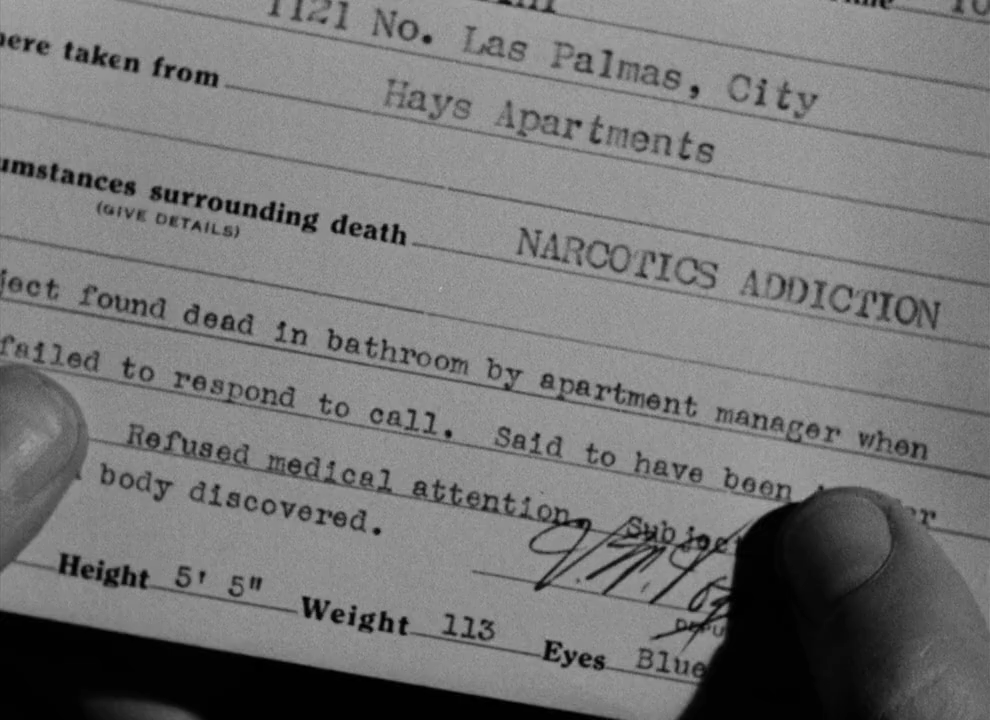 1121 No. Las Palmas, City
ere taken from Hays Apartments
umstances surrounding death NARCOTICS ADDICTION
(GIVE DETAILS)
ject found dead in bathroom by apartment manager when
failed to respond to call. Said to have been
Refused medical attention. Subject
body discovered.
Height 5' 5" Weight 113 Eyes Blue